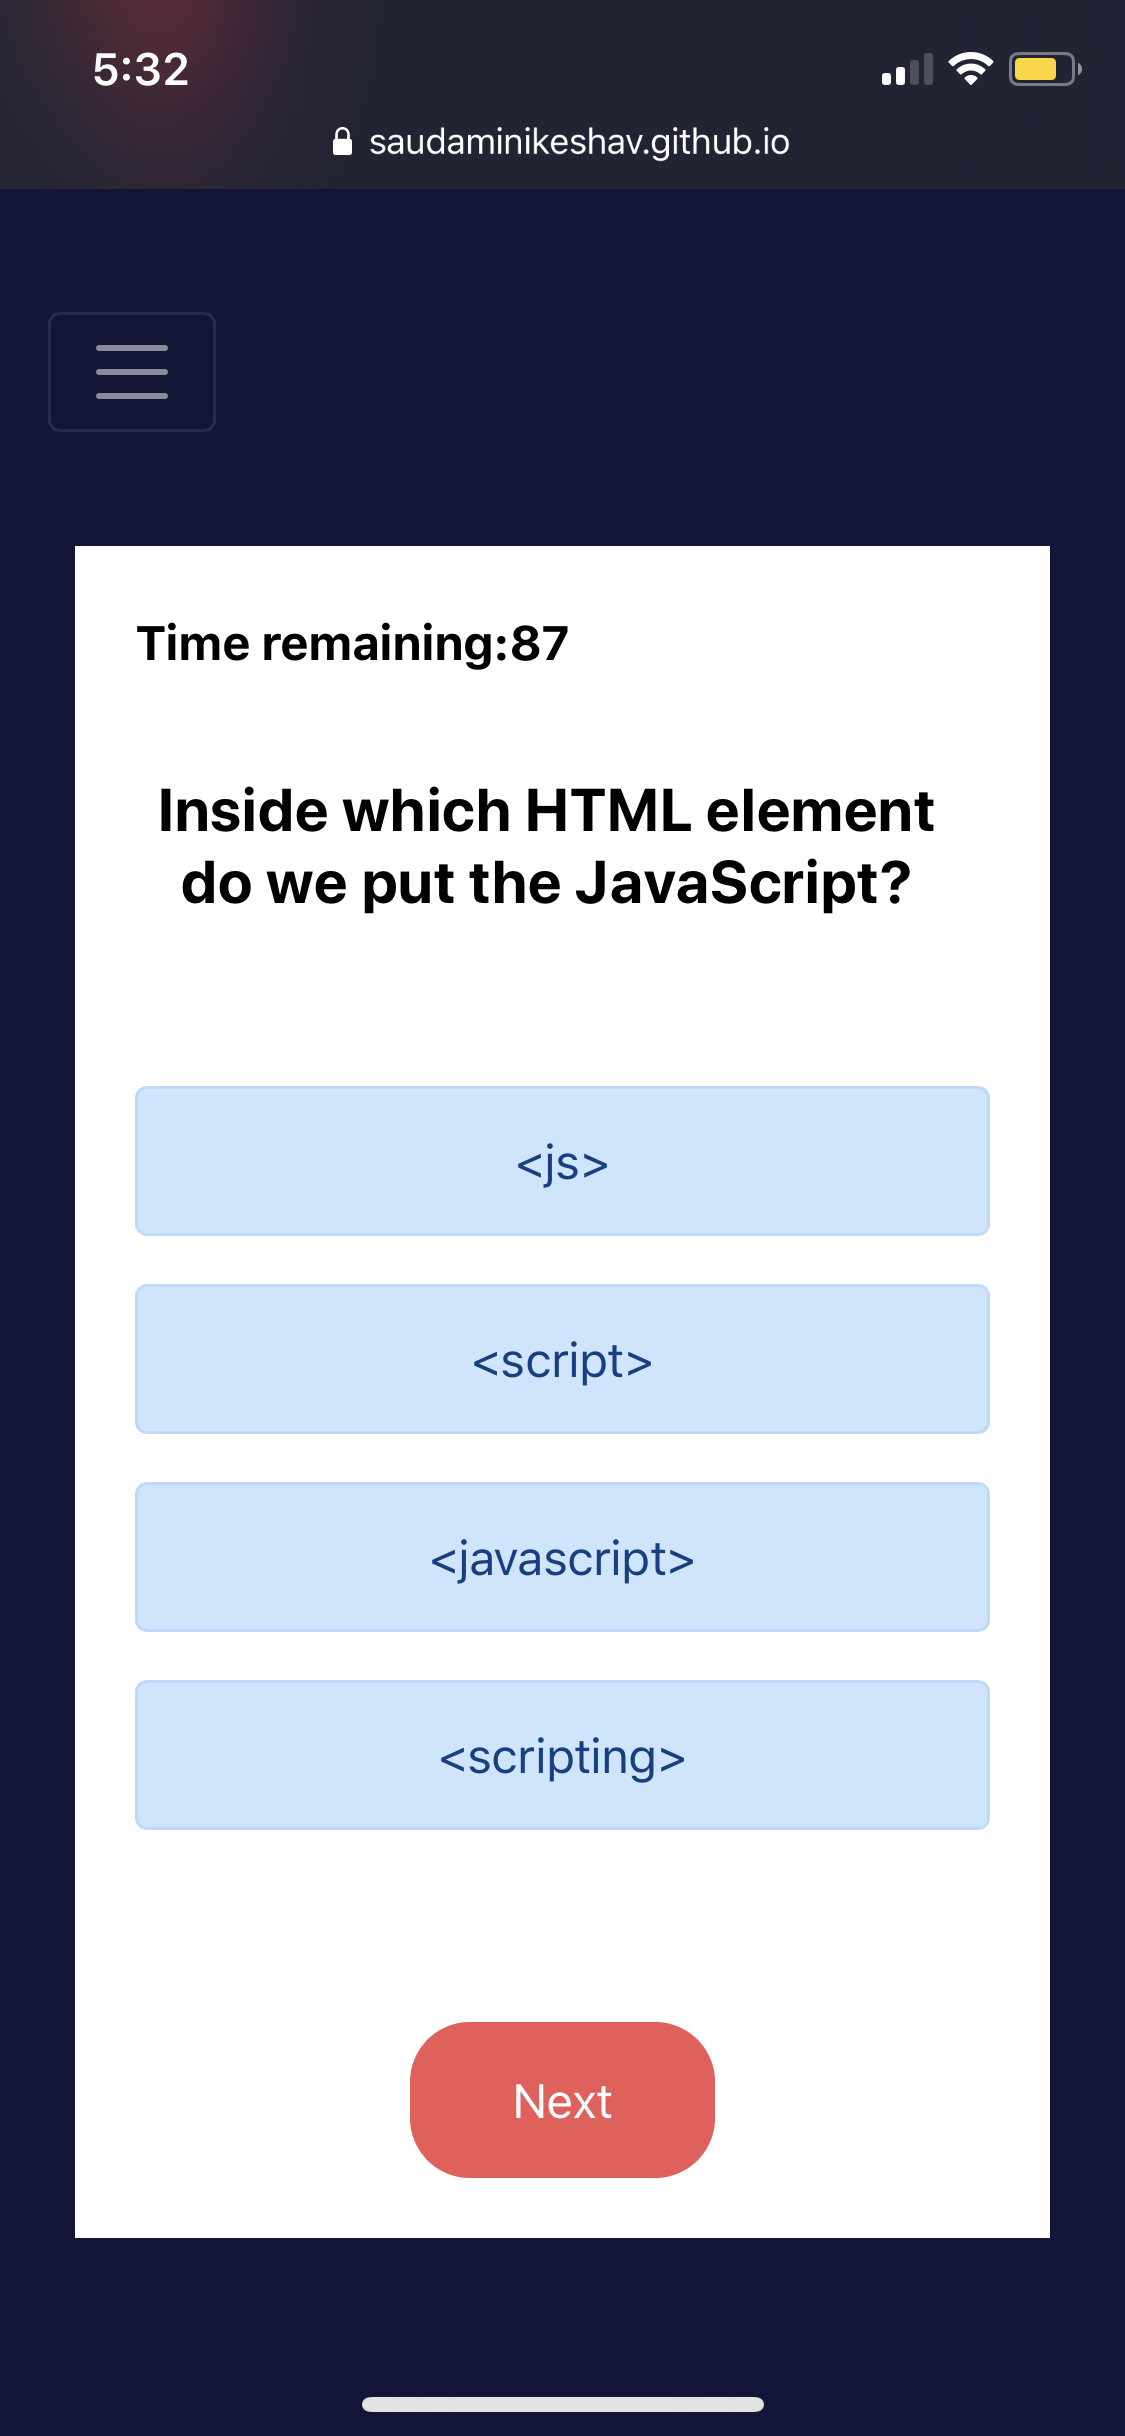 5:32
saudaminikeshav.github.io
Time remaining:87
Inside which HTML element
do we put the JavaScript?
<js>
<script>
<javascript>
<scripting>
Next